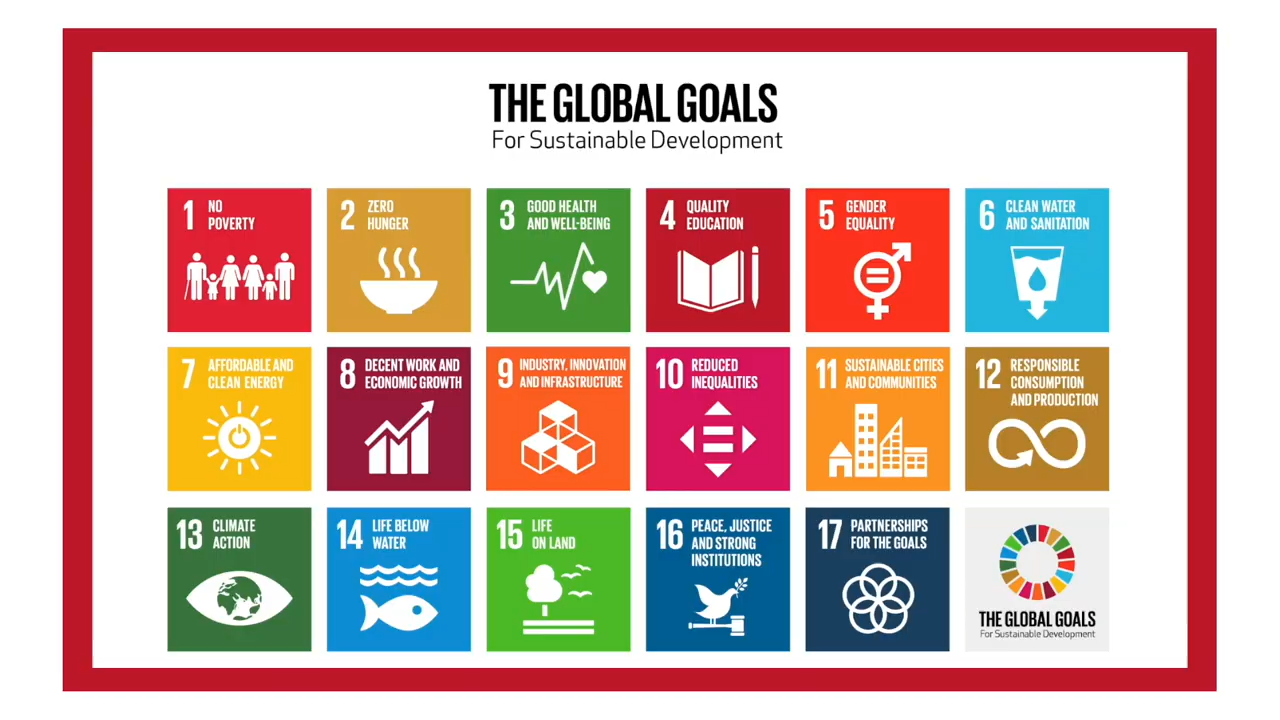 THE GLOBAL GOALS
For Sustainable Development
1 NO
POVERTY
2 ZERO
HUNGER
3 GOOD HEALTH
AND WELL-BEING
4 QUALITY
EDUCATION
5 GENDER
EQUALITY
6 CLEAN WATER
AND SANITATION
7 AFFORDABLE AND
CLEAN ENERGY
8 DECENT WORK AND
ECONOMIC GROWTH
9 INDUSTRY, INNOVATION
AND INFRASTRUCTURE
10 REDUCED
INEQUALITIES
11 SUSTAINABLE CITIES
AND COMMUNITIES
12 RESPONSIBLE
CONSUMPTION
AND PRODUCTION
13 CLIMATE
ACTION
14 LIFE BELOW
WATER
15 LIFE
ON LAND
16 PEACE, JUSTICE
AND STRONG
INSTITUTIONS
17 PARTNERSHIPS
FOR THE GOALS
THE GLOBAL GOALS
For Sustainable Development